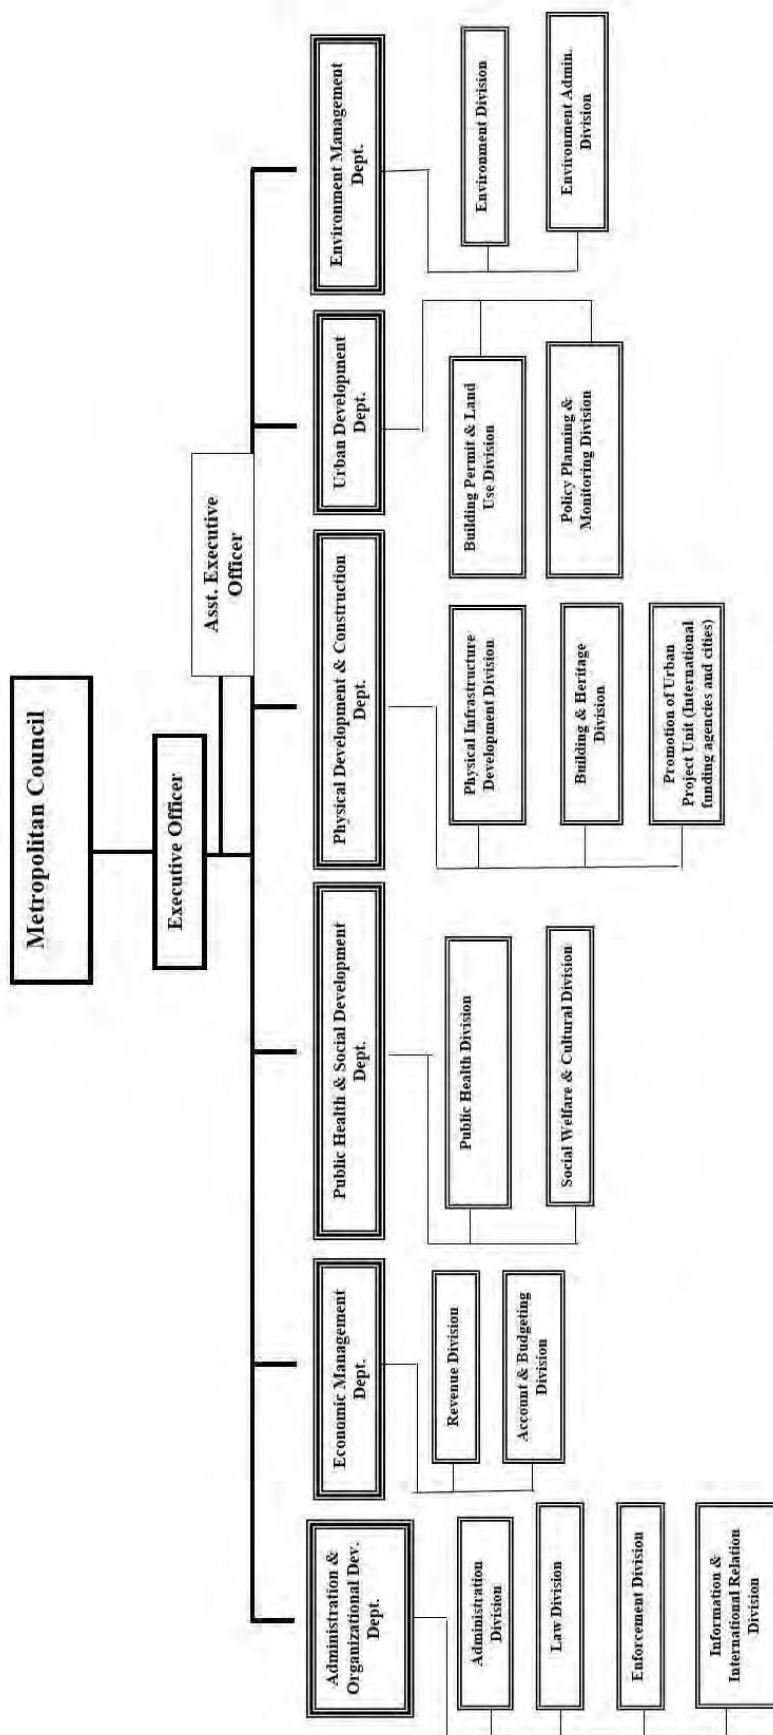 Metropolitan Council
Executive Officer
Asst. Executive
Officer
Administration &
Organizational Dev.
Dept.
Administration
Division
Law Division
Enforcement Division
Information &
International Relation
Division
Economic Management
Dept.
Revenue Division
Account & Budgeting
Division
Public Health & Social Development
Dept.
Public Health Division
Social Welfare & Cultural Division
Physical Development & Construction
Dept.
Physical Infrastructure
Development Division
Building & Heritage
Division
Promotion of Urban
Project Unit (International
funding agencies and cities)
Urban Development
Dept.
Building Permit & Land
Use Division
Policy Planning &
Monitoring Division
Environment Management
Dept.
Environment Division
Environment Admin.
Division